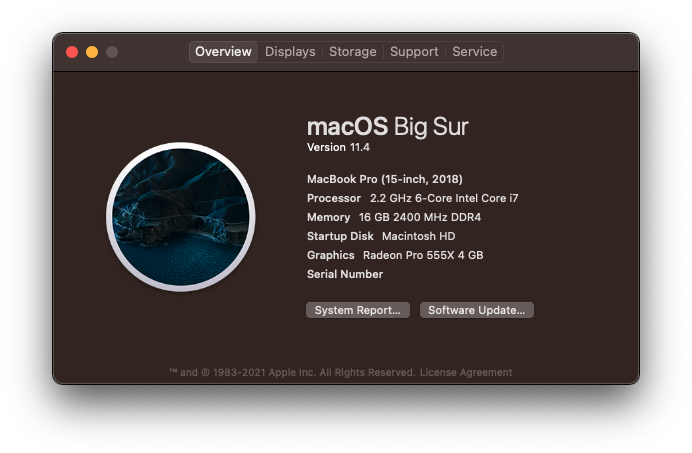 Overview Displays Storage Support Service
macOS Big Sur
Version 11.4
MacBook Pro (15-inch, 2018)
Processor 2.2 GHz 6-Core Intel Core i7
Memory 16 GB 2400 MHz DDR4
Startup Disk Macintosh HD
Graphics Radeon Pro 555X 4 GB
Serial Number
System Report... Software Update...
™ and © 1983-2021 Apple Inc. All Rights Reserved. License Agreement